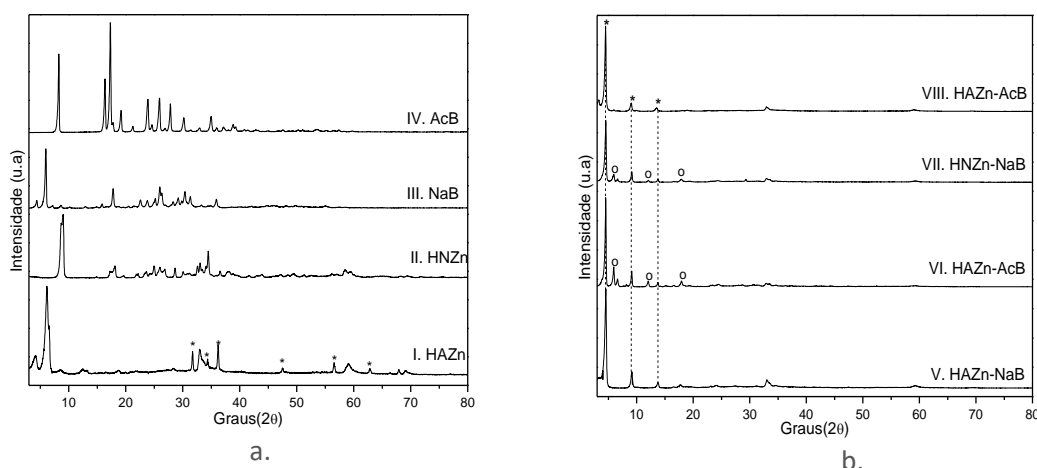 Intensidade (u.a)
IV. AcB
III. NaB
II. HNZn
I. HAZn
* * * * * *
10 20 30 40 50 60 70 80
Graus(2θ)
a.
Intensidade (u.a)
* * *
VIII. HAZn-AcB
VII. HNZn-NaB
o o o
VI. HAZn-AcB
o o o
V. HAZn-NaB
10 20 30 40 50 60 70 80
Graus(2θ)
b.